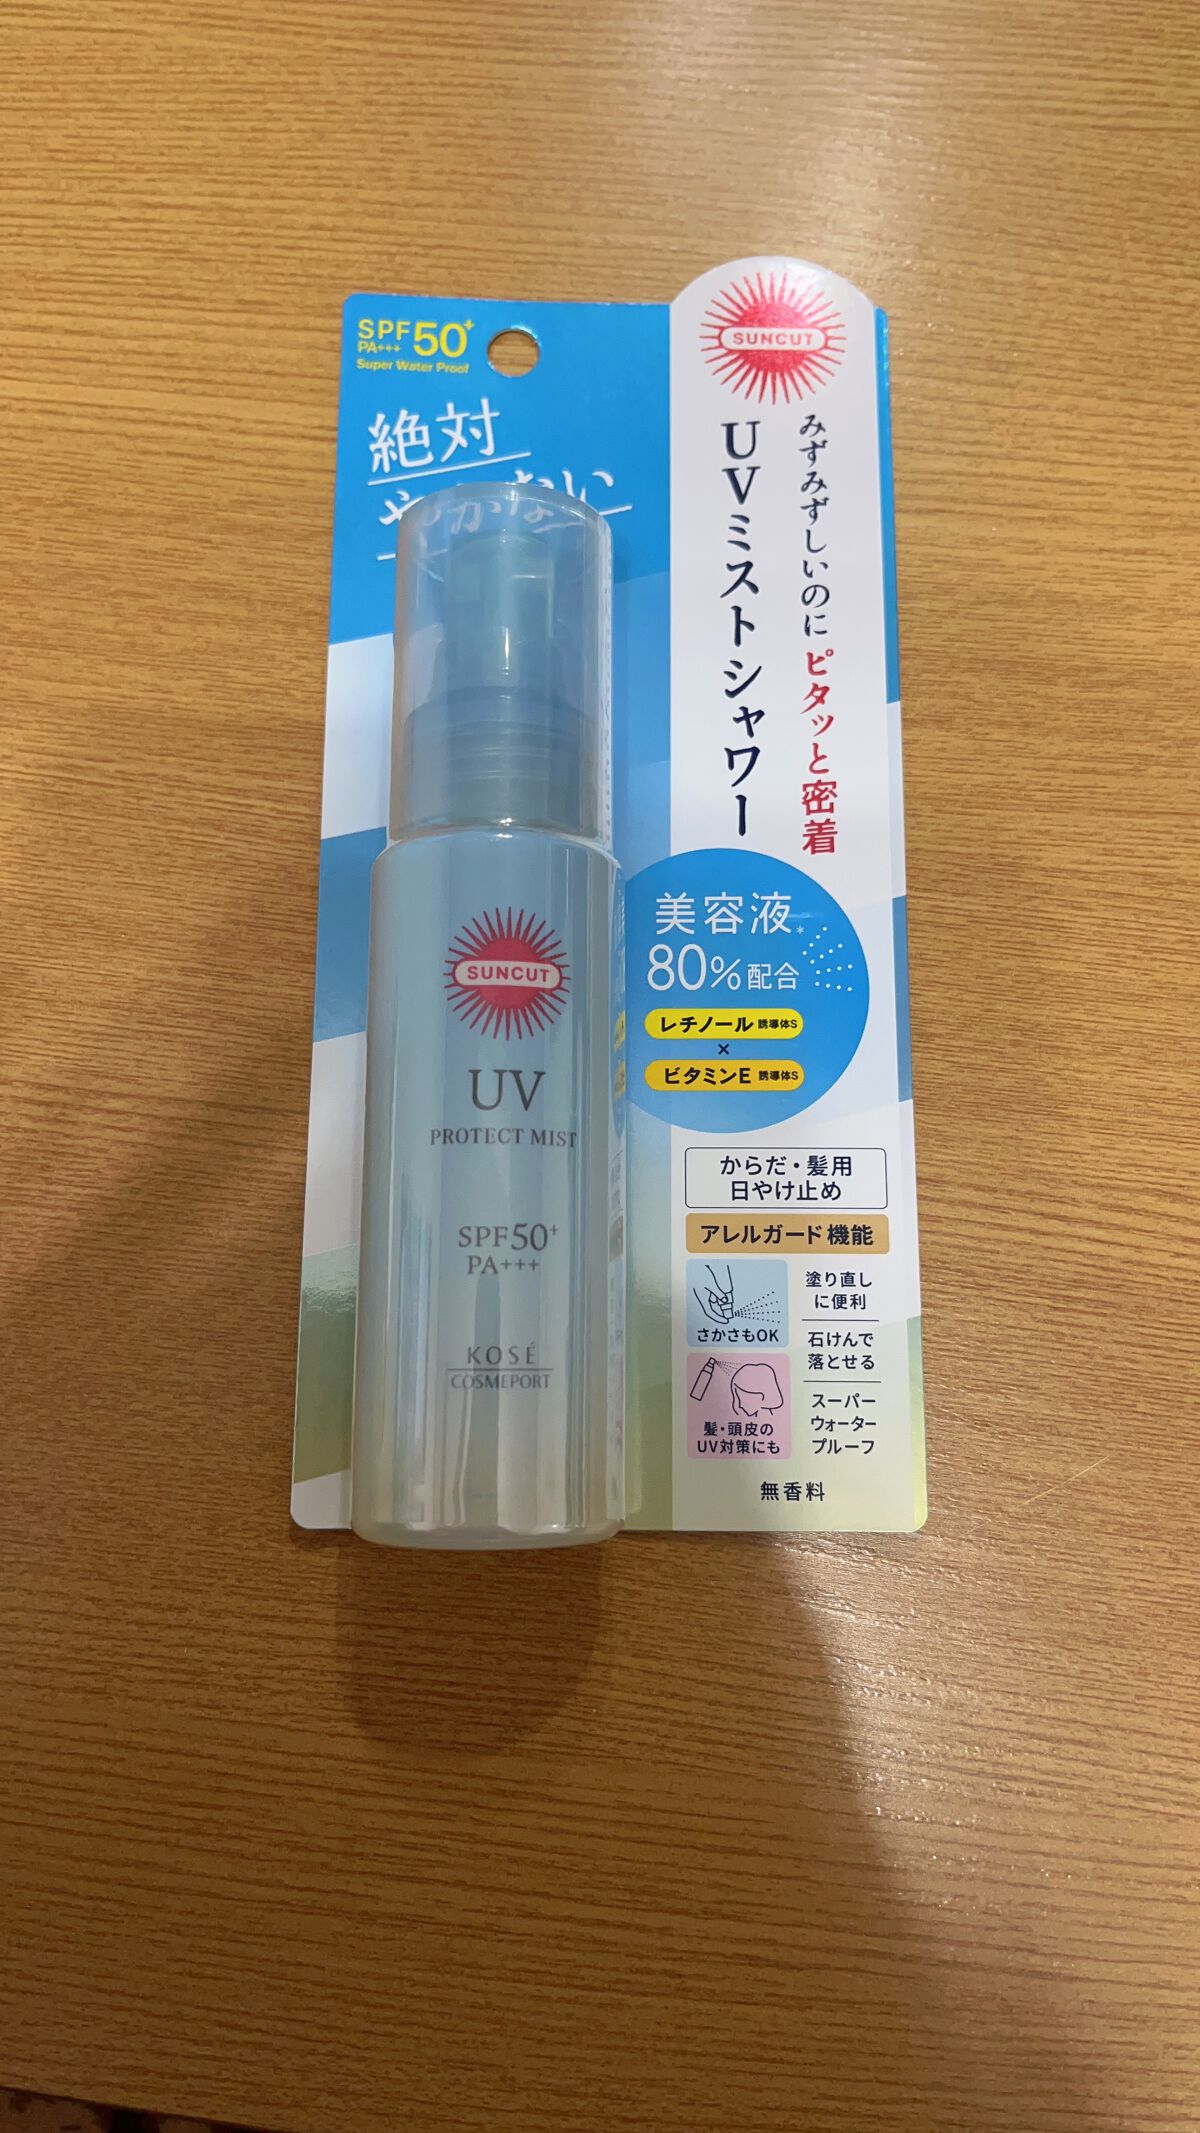 SPF50+
PA+++
Super Water Proof
絶対
やかない
SUNCUT
みずみずしいのにピタッと密着
UVミストシャワー
美容液*
80%配合
レチノール誘導体S
×
ビタミンE誘導体S
からだ・髪用
日やけ止め
アレルガード機能
さかさもOK
髪・頭皮の
UV対策にも
塗り直し
に便利
石けんで
落とせる
スーパー
ウォーター
プルーフ
無香料
SUNCUT
UV
PROTECT MIST
SPF50+
PA+++
KOSÉ
COSMEPORT